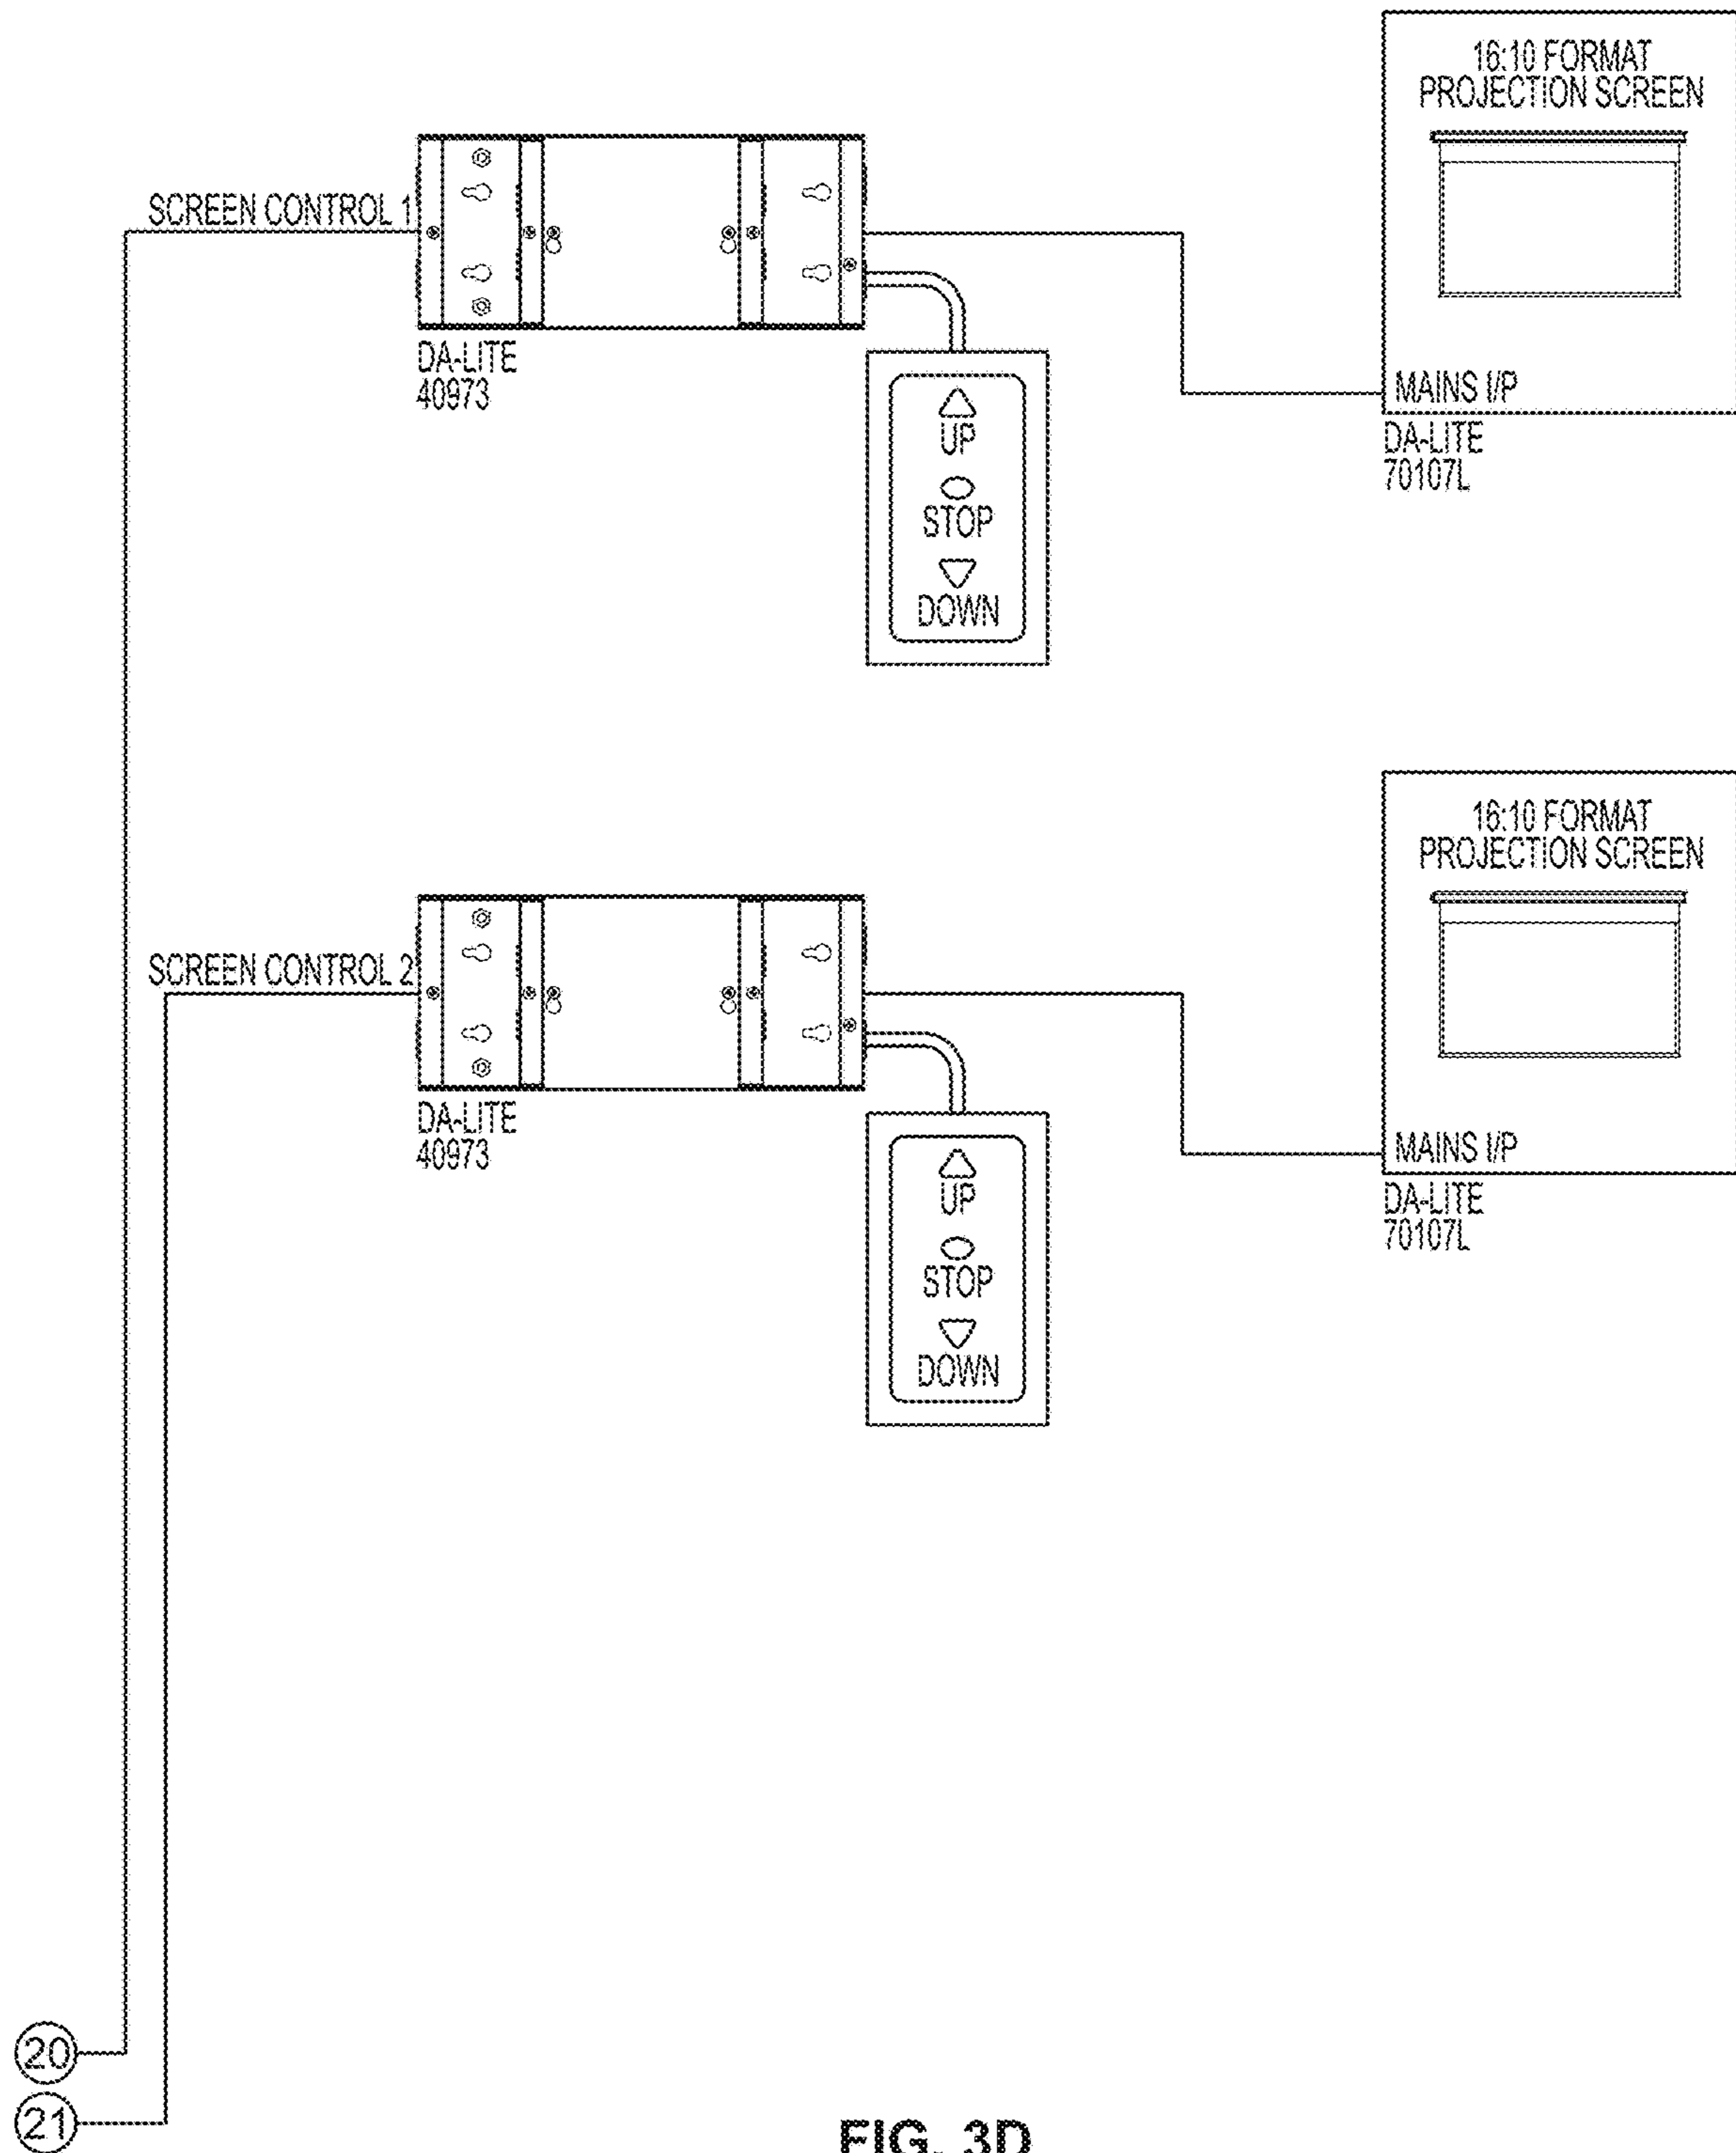 16:10 FORMAT
PROJECTION SCREEN
SCREEN CONTROL 1
DA-LITE
40973
MAINS I/P
DA-LITE
70107L
UP
STOP
DOWN
16:10 FORMAT
PROJECTION SCREEN
SCREEN CONTROL 2
DA-LITE
40973
MAINS I/P
DA-LITE
70107L
UP
STOP
DOWN
20
21
FIG. 3D